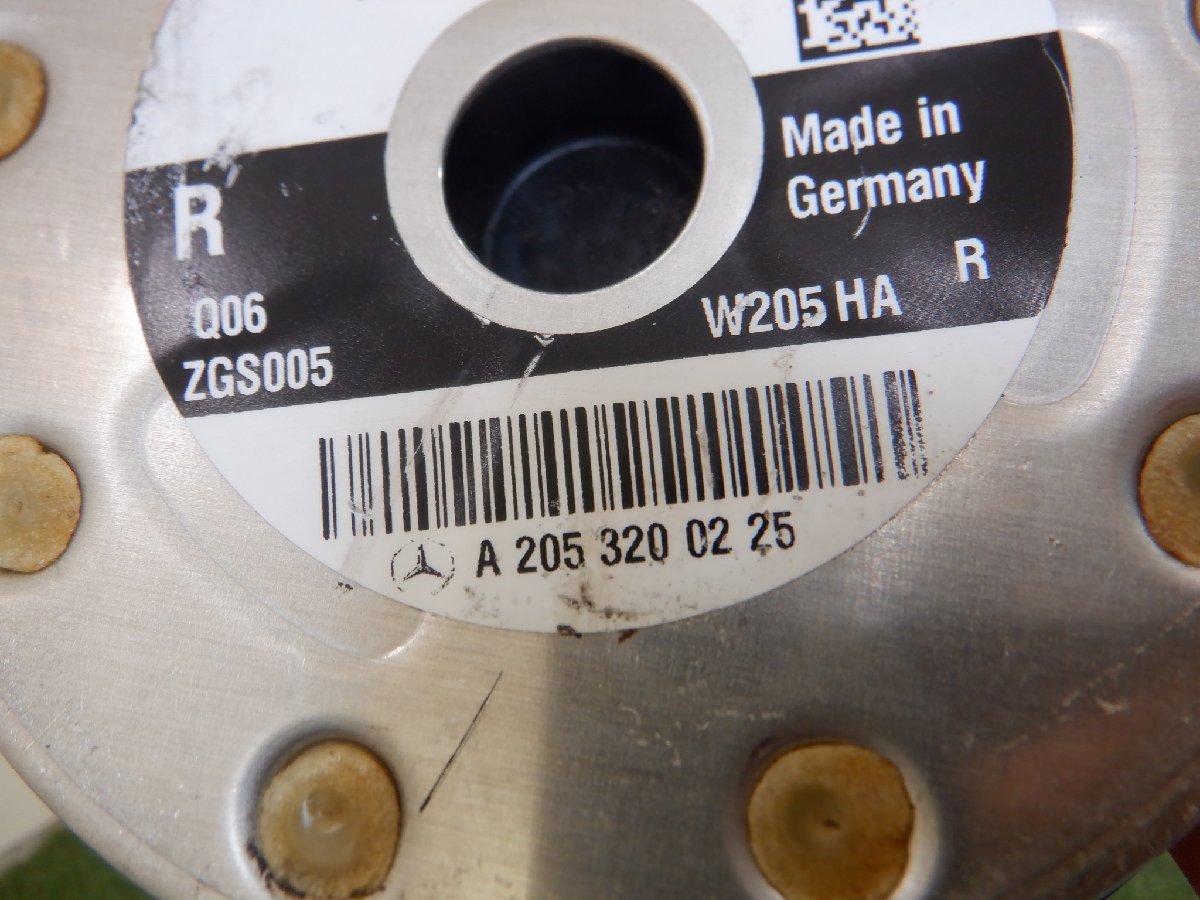 Made in
Germany
R
R
Q06
W205 HA
ZGS005
A 205 320 02 25